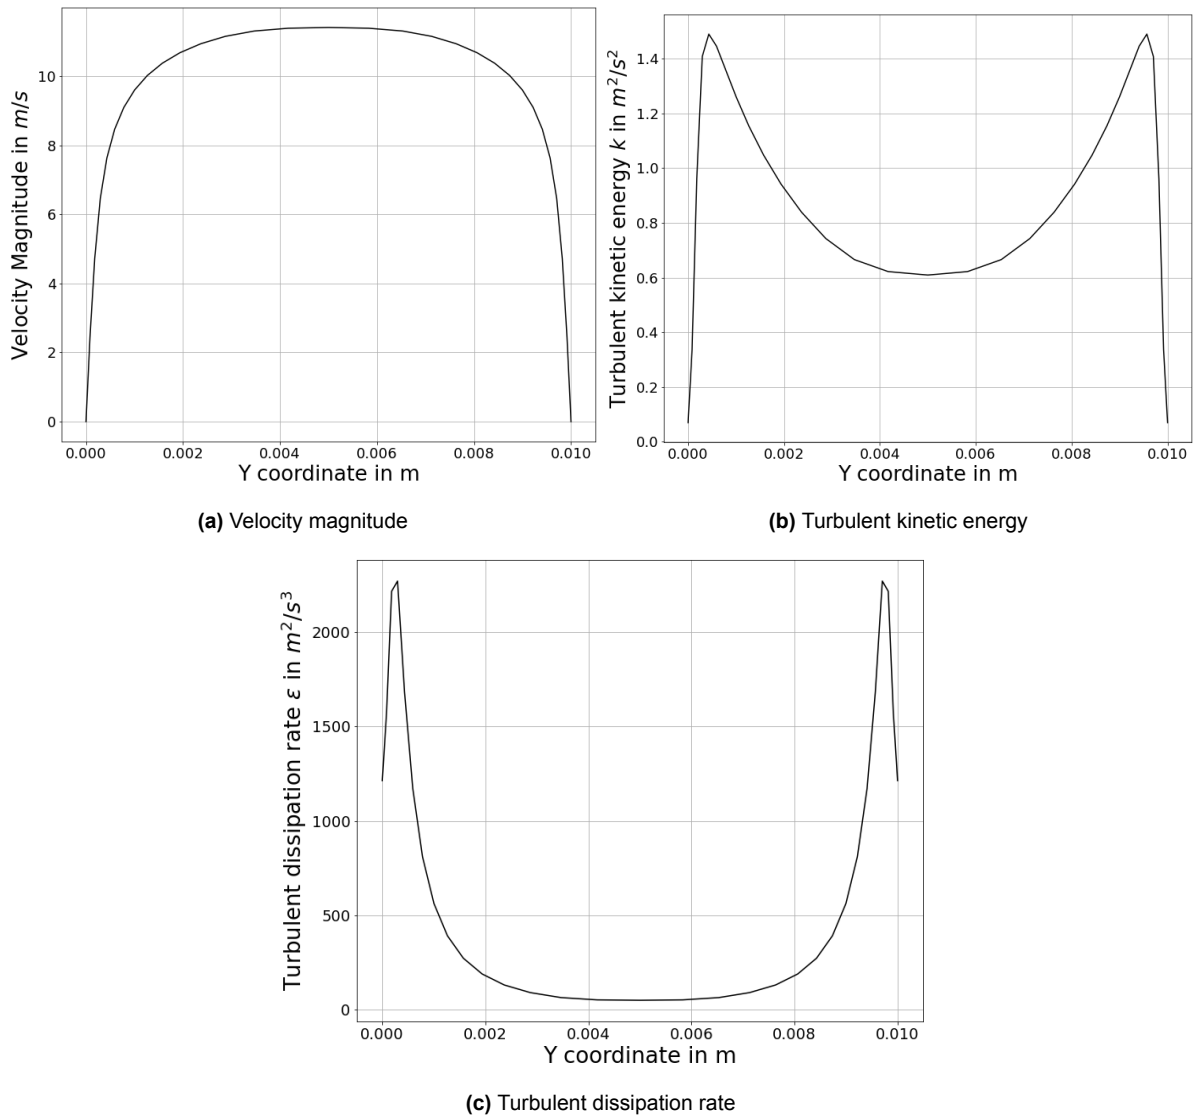 Velocity Magnitude in m/s
10
8
6
4
2
0
0.000 0.002 0.004 0.006 0.008 0.010
Y coordinate in m
(a) Velocity magnitude
Turbulent kinetic energy k in m²/s²
1.4
1.2
1.0
0.8
0.6
0.4
0.2
0.0
0.000 0.002 0.004 0.006 0.008 0.010
Y coordinate in m
(b) Turbulent kinetic energy
Turbulent dissipation rate ε in m²/s³
2000
1500
1000
500
0
0.000 0.002 0.004 0.006 0.008 0.010
Y coordinate in m
(c) Turbulent dissipation rate